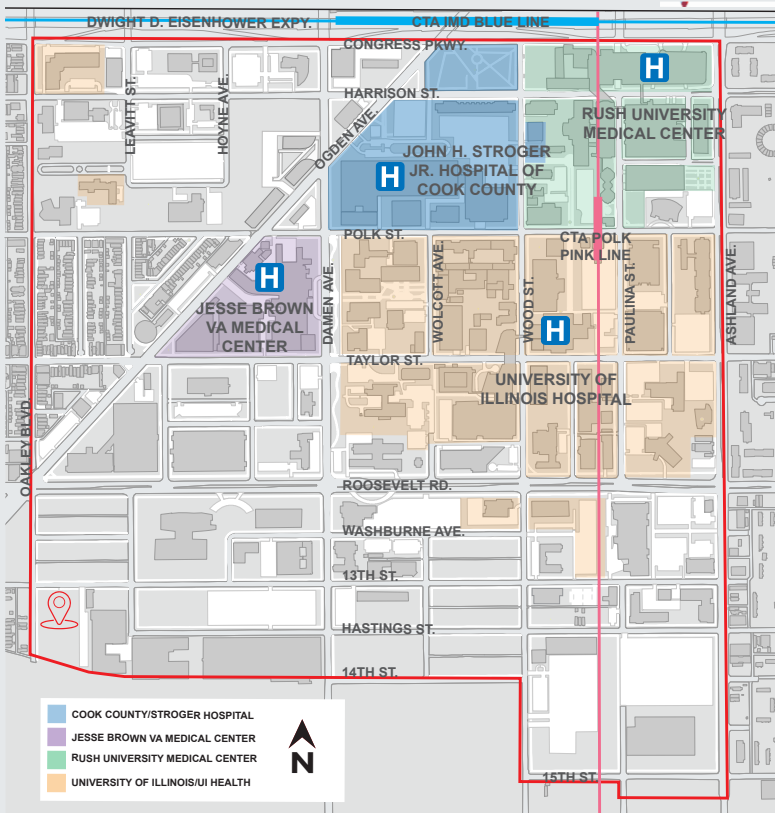 DWIGHT D. EISENHOWER EXPY.
CTA IMD BLUE LINE
CONGRESS PKWY.
LEAVITT ST.
HOYNE AVE.
HARRISON ST.
OGDEN AVE.
H
RUSH UNIVERSITY
MEDICAL CENTER
H
JOHN H. STROGER
JR. HOSPITAL OF
COOK COUNTY
POLK ST.
CTA POLK
PINK LINE
H
JESSE BROWN
VA MEDICAL
CENTER
DAMEN AVE.
WOLCOTT AVE.
WOOD ST.
PAULINA ST.
ASHLAND AVE.
H
TAYLOR ST.
UNIVERSITY OF
ILLINOIS HOSPITAL
OAKLEY BLVD.
ROOSEVELT RD.
WASHBURNE AVE.
13TH ST.
HASTINGS ST.
14TH ST.
15TH ST.
COOK COUNTY/STROGER HOSPITAL
JESSE BROWN VA MEDICAL CENTER
RUSH UNIVERSITY MEDICAL CENTER
UNIVERSITY OF ILLINOIS/UI HEALTH
N